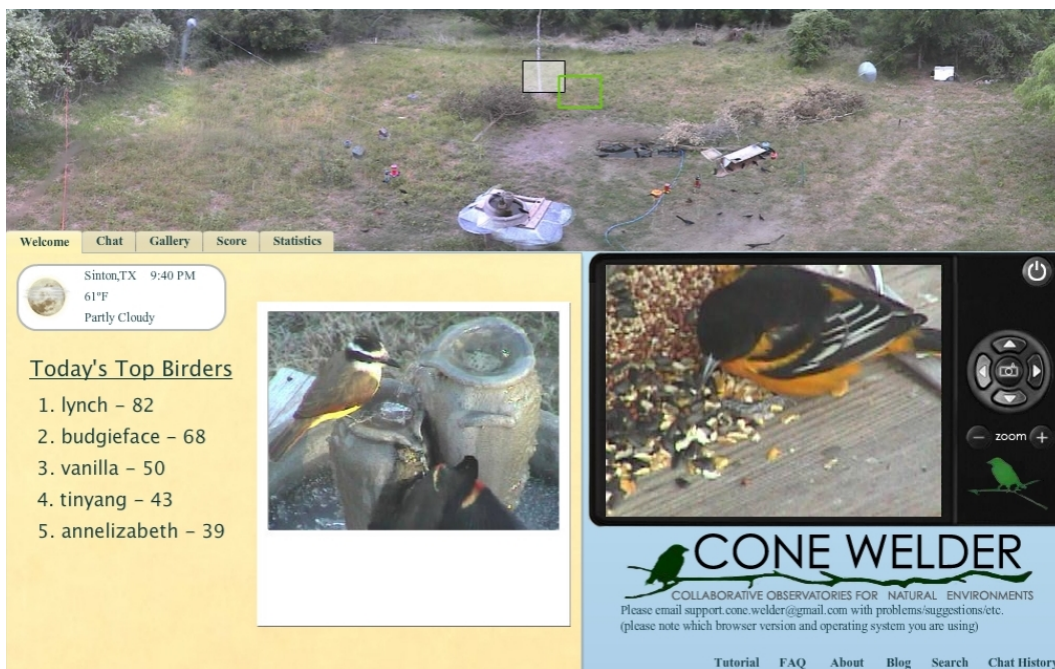 Welcome
Chat
Gallery
Score
Statistics
Sinton,TX 9:40 PM
61°F
Partly Cloudy
Today's Top Birders
1. lynch – 82
2. budgieface – 68
3. vanilla – 50
4. tinyang – 43
5. annelizabeth – 39
− zoom +
CONE WELDER
COLLABORATIVE OBSERVATORIES FOR NATURAL ENVIRONMENTS
Please email support.cone.welder@gmail.com with problems/suggestions/etc.
(please note which browser version and operating system you are using)
Tutorial FAQ About Blog Search Chat History